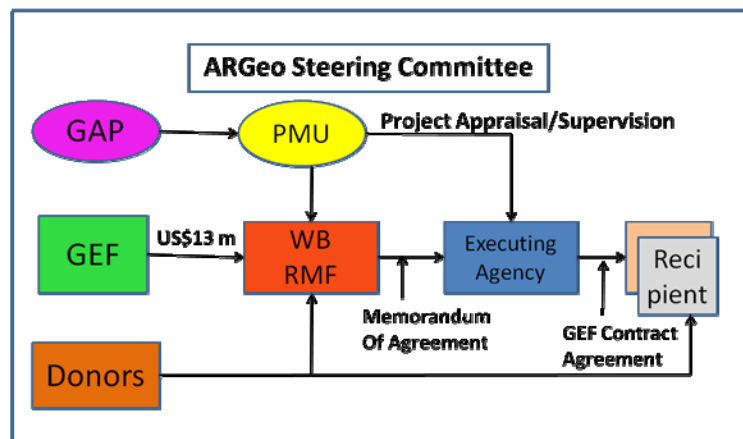 ARGeo Steering Committee
GAP
PMU
Project Appraisal/Supervision
GEF
US$13 m
WB
RMF
Executing
Agency
Reci
pient
Memorandum
Of Agreement
GEF Contract
Agreement
Donors